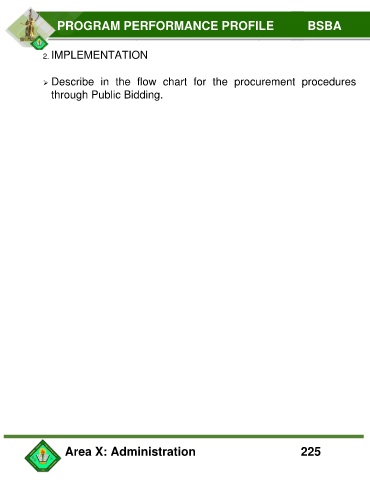 PROGRAM PERFORMANCE PROFILE BSBA
2. IMPLEMENTATION
➢ Describe in the flow chart for the procurement procedures
through Public Bidding.
Area X: Administration 225